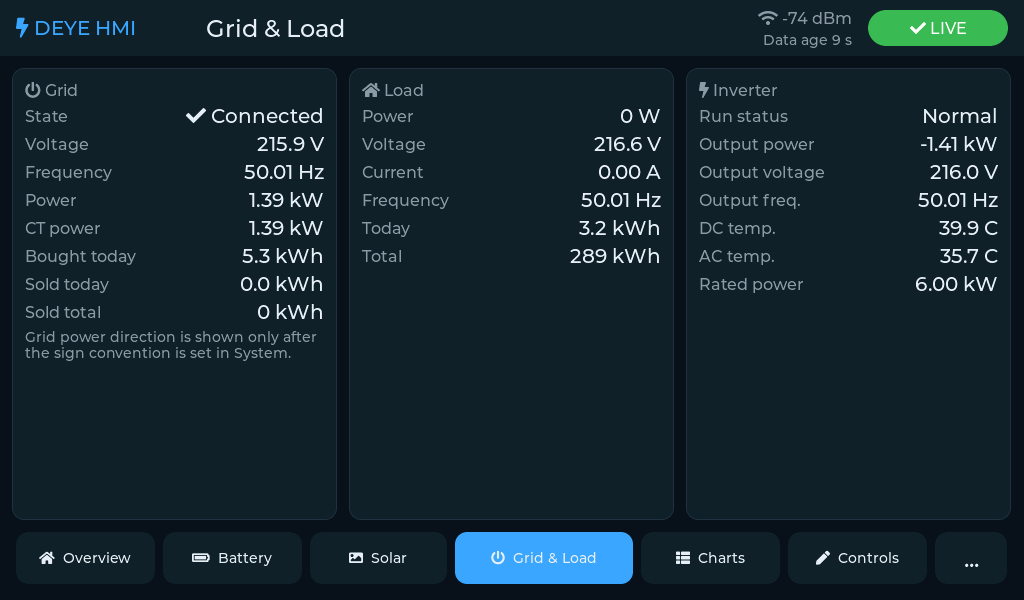 DEYE HMI
Grid & Load
-74 dBm
Data age 9 s
LIVE
Grid
State Connected
Voltage 215.9 V
Frequency 50.01 Hz
Power 1.39 kW
CT power 1.39 kW
Bought today 5.3 kWh
Sold today 0.0 kWh
Sold total 0 kWh
Grid power direction is shown only after
the sign convention is set in System.
Load
Power 0 W
Voltage 216.6 V
Current 0.00 A
Frequency 50.01 Hz
Today 3.2 kWh
Total 289 kWh
Inverter
Run status Normal
Output power -1.41 kW
Output voltage 216.0 V
Output freq. 50.01 Hz
DC temp. 39.9 C
AC temp. 35.7 C
Rated power 6.00 kW
Overview
Battery
Solar
Grid & Load
Charts
Controls
...